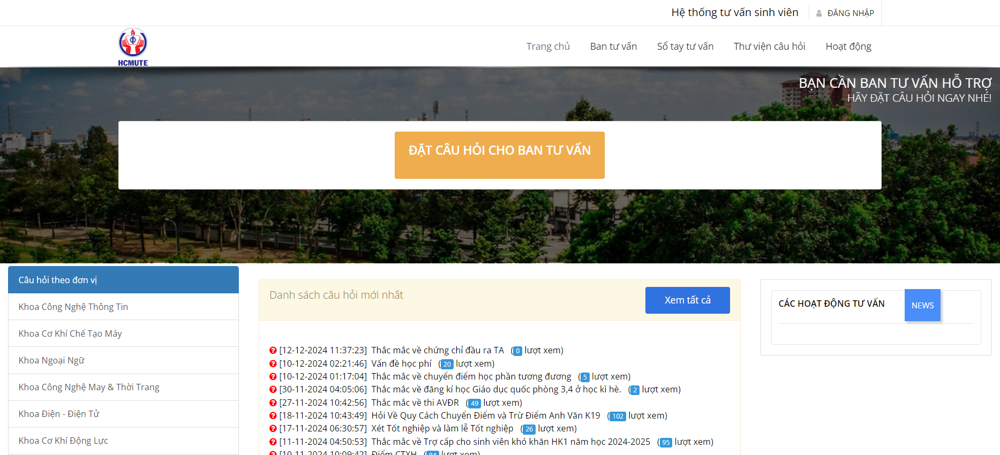 Hệ thống tư vấn sinh viên
ĐĂNG NHẬP
HCMUTE
Trang chủ
Ban tư vấn
Sổ tay tư vấn
Thư viện câu hỏi
Hoạt động
BẠN CẦN BAN TƯ VẤN HỖ TRỢ
HÃY ĐẶT CÂU HỎI NGAY NHÉ!
ĐẶT CÂU HỎI CHO BAN TƯ VẤN
Câu hỏi theo đơn vị
Khoa Công Nghệ Thông Tin
Khoa Cơ Khí Chế Tạo Máy
Khoa Ngoại Ngữ
Khoa Công Nghệ May & Thời Trang
Khoa Điện - Điện Tử
Khoa Cơ Khí Động Lực
Danh sách câu hỏi mới nhất
Xem tất cả
[12-12-2024 11:37:23] Thắc mắc về chứng chỉ đầu ra TA (0 lượt xem)
[10-12-2024 02:21:46] Vấn đề học phí (20 lượt xem)
[10-12-2024 01:17:04] Thắc mắc về chuyển điểm học phần tương đương (5 lượt xem)
[30-11-2024 04:05:06] Thắc mắc về đăng kí học Giáo dục quốc phòng 3,4 ở học kì hè. (2 lượt xem)
[27-11-2024 10:42:56] Thắc mắc về thi AVĐR (49 lượt xem)
[18-11-2024 10:43:49] Hỏi Về Quy Cách Chuyển Điểm và Trừ Điểm Anh Văn K19 (102 lượt xem)
[17-11-2024 06:30:57] Xét Tốt nghiệp và làm lễ Tốt nghiệp (26 lượt xem)
[11-11-2024 04:50:53] Thắc mắc về Trợ cấp cho sinh viên khó khăn HK1 năm học 2024-2025 (95 lượt xem)
[10-11-2024 10:09:42] Điểm CTXH (84 lượt xem)
CÁC HOẠT ĐỘNG TƯ VẤN
NEWS